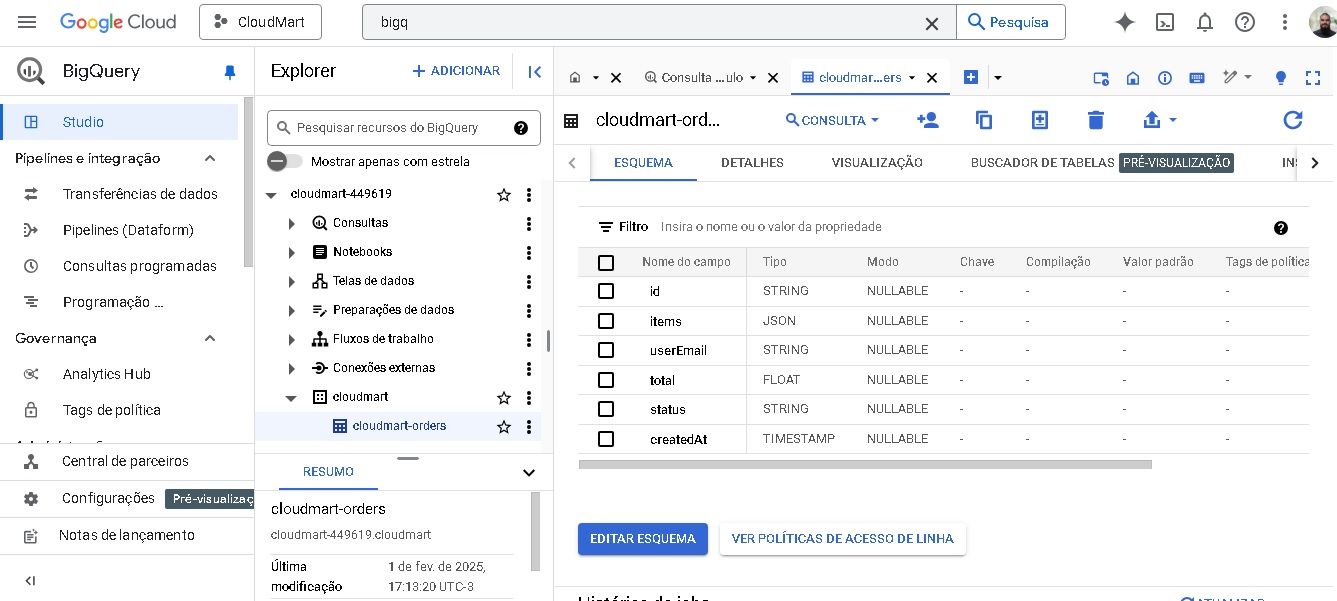 Google Cloud
CloudMart
bigq
Pesquisa
BigQuery
Studio
Pipelines e integração
Transferências de dados
Pipelines (Dataform)
Consultas programadas
Programação ...
Governança
Analytics Hub
Tags de política
Central de parceiros
Configurações
Pré-visualizaç
Notas de lançamento
Explorer
ADICIONAR
Pesquisar recursos do BigQuery
Mostrar apenas com estrela
cloudmart-449619
Consultas
Notebooks
Telas de dados
Preparações de dados
Fluxos de trabalho
Conexões externas
cloudmart
cloudmart-orders
RESUMO
cloudmart-orders
cloudmart-449619.cloudmart
Última modificação 1 de fev. de 2025, 17:13:20 UTC-3
Consulta ...ulo
cloudmar...ers
cloudmart-ord...
CONSULTA
ESQUEMA DETALHES VISUALIZAÇÃO BUSCADOR DE TABELAS PRÉ-VISUALIZAÇÃO
Filtro Insira o nome ou o valor da propriedade
Nome do campo Tipo Modo Chave Compilação Valor padrão Tags de política
id STRING NULLABLE - - - -
items JSON NULLABLE - - - -
userEmail STRING NULLABLE - - - -
total FLOAT NULLABLE - - - -
status STRING NULLABLE - - - -
createdAt TIMESTAMP NULLABLE - - - -
EDITAR ESQUEMA
VER POLÍTICAS DE ACESSO DE LINHA